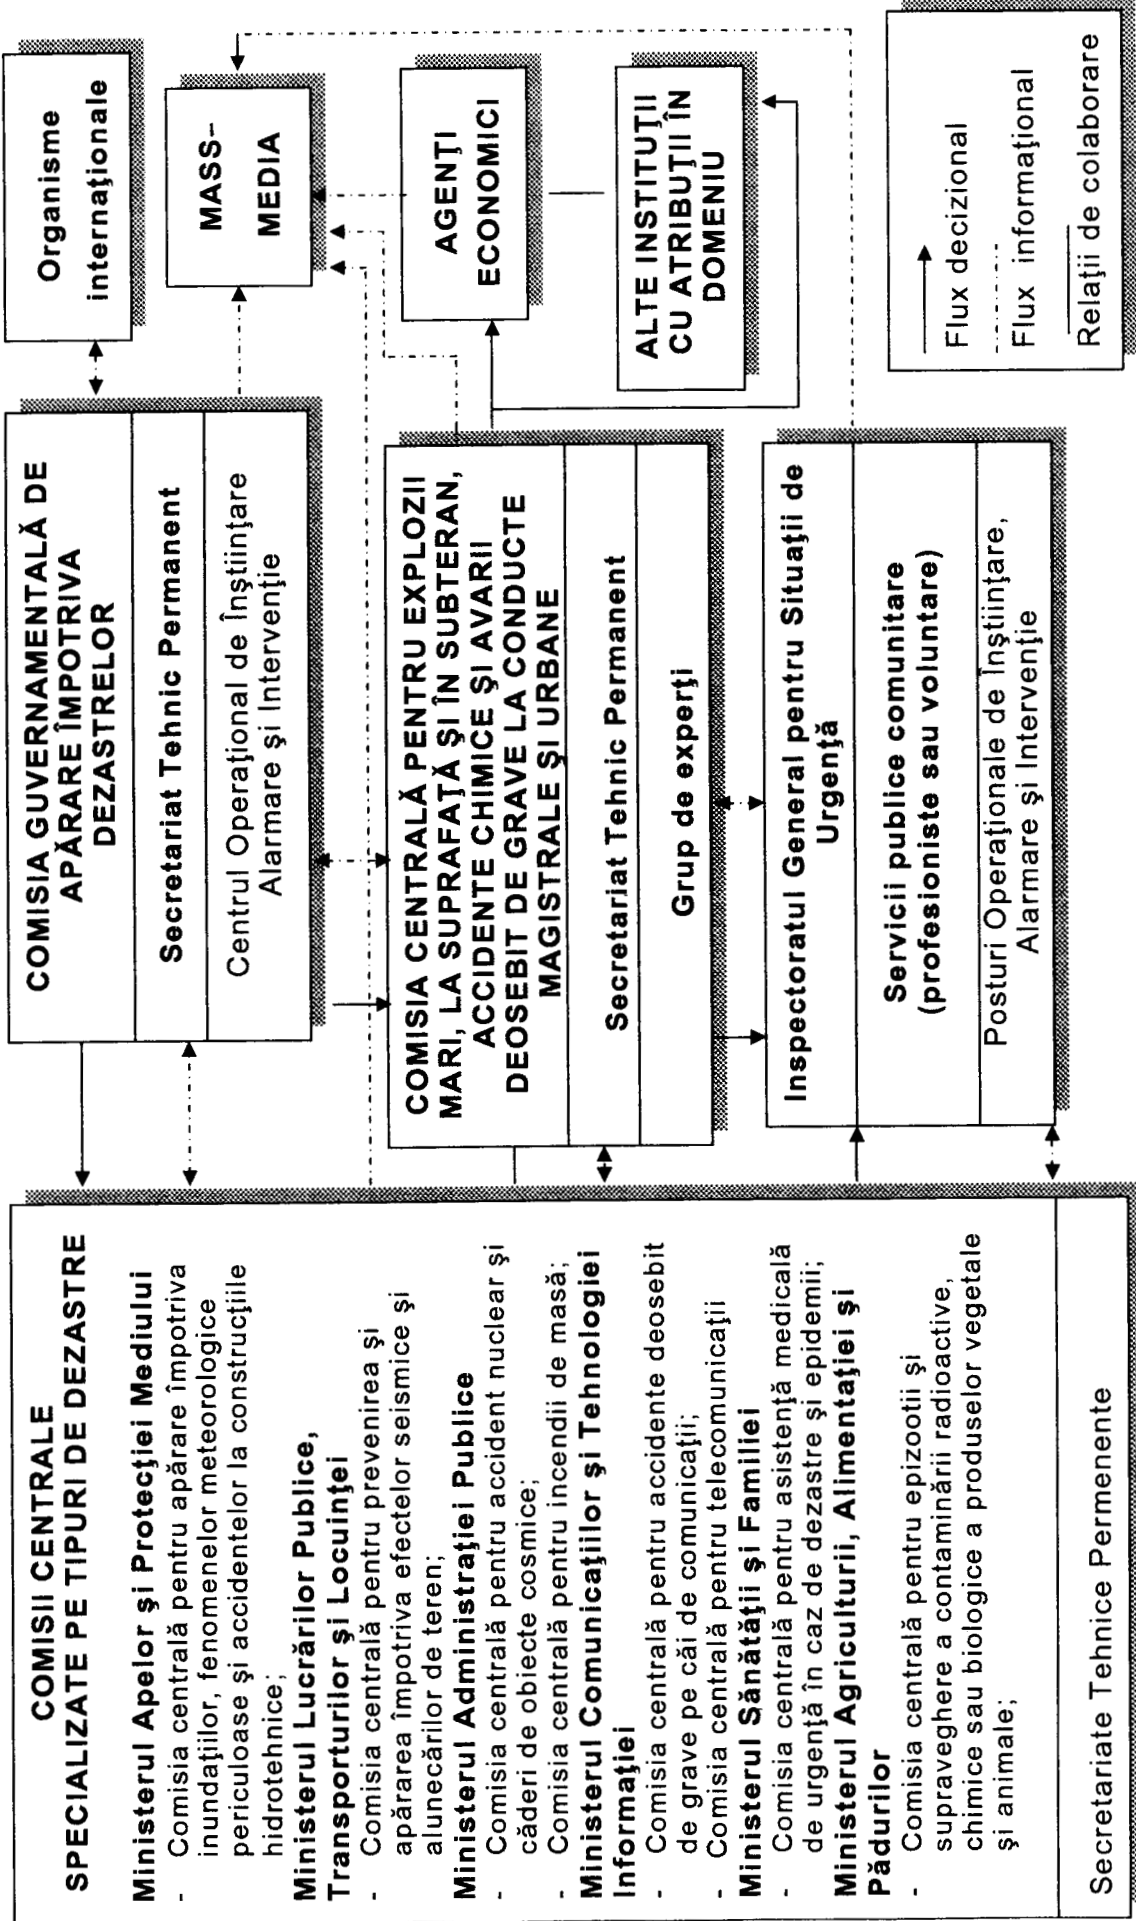 COMISII CENTRALE
SPECIALIZATE PE TIPURI DE DEZASTRE
Ministerul Apelor şi Protecţiei Mediului
- Comisia centrală pentru apărare împotriva
inundaţiilor, fenomenelor meteorologice
periculoase şi accidentelor la construcţiile
hidrotehnice;
Ministerul Lucrărilor Publice,
Transporturilor şi Locuinţei
- Comisia centrală pentru prevenirea şi
apărarea împotriva efectelor seismice şi
alunecărilor de teren;
Ministerul Administraţiei Publice
- Comisia centrală pentru accident nuclear şi
căderi de obiecte cosmice;
- Comisia centrală pentru incendii de masă;
Ministerul Comunicaţiilor şi Tehnologiei
Informaţiei
- Comisia centrală pentru accidente deosebit
de grave pe căi de comunicaţii;
- Comisia centrală pentru telecomunicaţii
Ministerul Sănătăţii şi Familiei
- Comisia centrală pentru asistenţă medicală
de urgenţă în caz de dezastre şi epidemii;
Ministerul Agriculturii, Alimentaţiei şi
Pădurilor
- Comisia centrală pentru epizootii şi
supraveghere a contaminării radioactive,
chimice sau biologice a produselor vegetale
şi animale;
Secretariate Tehnice Permenente
COMISIA GUVERNAMENTALĂ DE
APĂRARE ÎMPOTRIVA
DEZASTRELOR
Secretariat Tehnic Permanent
Centrul Operaţional de Înştiinţare
Alarmare şi Intervenţie
COMISIA CENTRALĂ PENTRU EXPLOZII
MARI, LA SUPRAFAŢĂ ŞI ÎN SUBTERAN,
ACCIDENTE CHIMICE ŞI AVARII
DEOSEBIT DE GRAVE LA CONDUCTE
MAGISTRALE ŞI URBANE
Secretariat Tehnic Permanent
Grup de experţi
Inspectoratul General pentru Situaţii de
Urgenţă
Servicii publice comunitare
(profesioniste sau voluntare)
Posturi Operaţionale de Înştiinţare,
Alarmare şi Intervenţie
Organisme
internaţionale
MASS–
MEDIA
AGENŢI
ECONOMICI
ALTE INSTITUŢII
CU ATRIBUŢII ÎN
DOMENIU
Flux decizional
Flux informaţional
Relaţii de colaborare